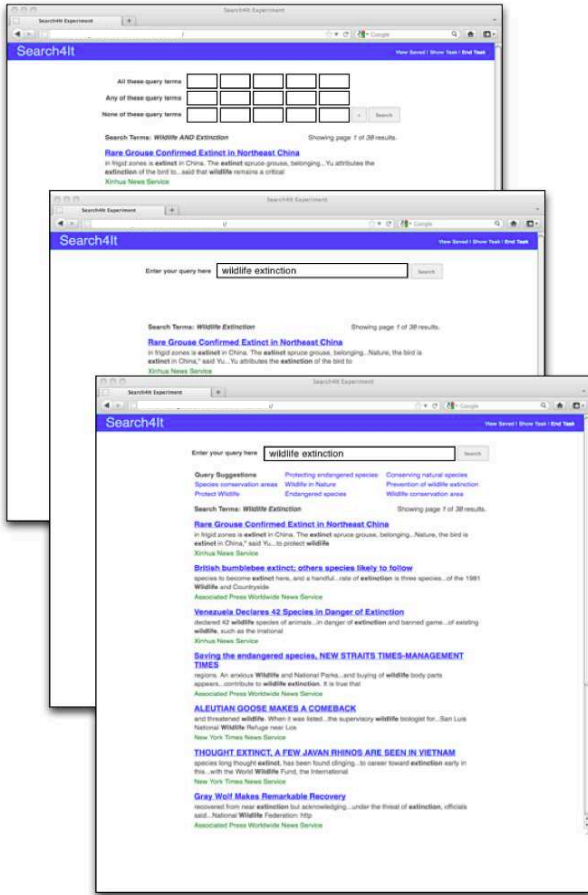 Search4It Experiment
Google
Search4It
View Saved | Show Task | End Task
All these query terms
Any of these query terms
None of these query terms
+ Search
Search Terms: Wildlife AND Extinction Showing page 1 of 38 results.
Rare Grouse Confirmed Extinct in Northeast China
in frigid zones is extinct in China. The extinct spruce grouse, belonging...Yu attributes the
extinction of the bird to...said that wildlife remains a critical
Xinhua News Service
Search4It Experiment
Search4It Experiment
Google
Search4It
View Saved | Show Task | End Task
Enter your query here wildlife extinction Search
Search Terms: Wildlife Extinction Showing page 1 of 38 results.
Rare Grouse Confirmed Extinct in Northeast China
in frigid zones is extinct in China. The extinct spruce grouse, belonging...Nature, the bird is
extinct in China," said Yu...Yu attributes the extinction of the bird to
Xinhua News Service
Search4It Experiment
Search4It Experiment
Google
Search4It
View Saved | Show Task | End Task
Enter your query here wildlife extinction Search
Query Suggestions Protecting endangered species Conserving natural species
Species conservation areas Wildlife in Nature Prevention of wildlife extinction
Protect Wildlife Endangered species Wildlife conservation area
Search Terms: Wildlife Extinction Showing page 1 of 38 results.
Rare Grouse Confirmed Extinct in Northeast China
in frigid zones is extinct in China. The extinct spruce grouse, belonging...Nature, the bird is
extinct in China," said Yu...to protect wildlife
Xinhua News Service
British bumblebee extinct; others species likely to follow
species to become extinct here, and a handful...rate of extinction is three species...of the 1981
Wildlife and Countryside
Associated Press Worldwide News Service
Venezuela Declares 42 Species in Danger of Extinction
declared 42 wildlife species of animals...in danger of extinction and banned game...of existing
wildlife, such as the irrational
Xinhua News Service
Saving the endangered species, NEW STRAITS TIMES-MANAGEMENT
TIMES
regions. An anxious Wildlife and National Parks...and buying of wildlife body parts
appears...contribute to wildlife extinction. It is true that
Associated Press Worldwide News Service
ALEUTIAN GOOSE MAKES A COMEBACK
and threatened wildlife. When it was listed...the supervisory wildlife biologist for...San Luis
National Wildlife Refuge near Los
New York Times News Service
THOUGHT EXTINCT, A FEW JAVAN RHINOS ARE SEEN IN VIETNAM
species long thought extinct, has been found clinging...to career toward extinction early in
this...with the World Wildlife Fund, the International
New York Times News Service
Gray Wolf Makes Remarkable Recovery
recovered from near extinction but acknowledging...under the threat of extinction, officials
said...National Wildlife Federation: http
Associated Press Worldwide News Service